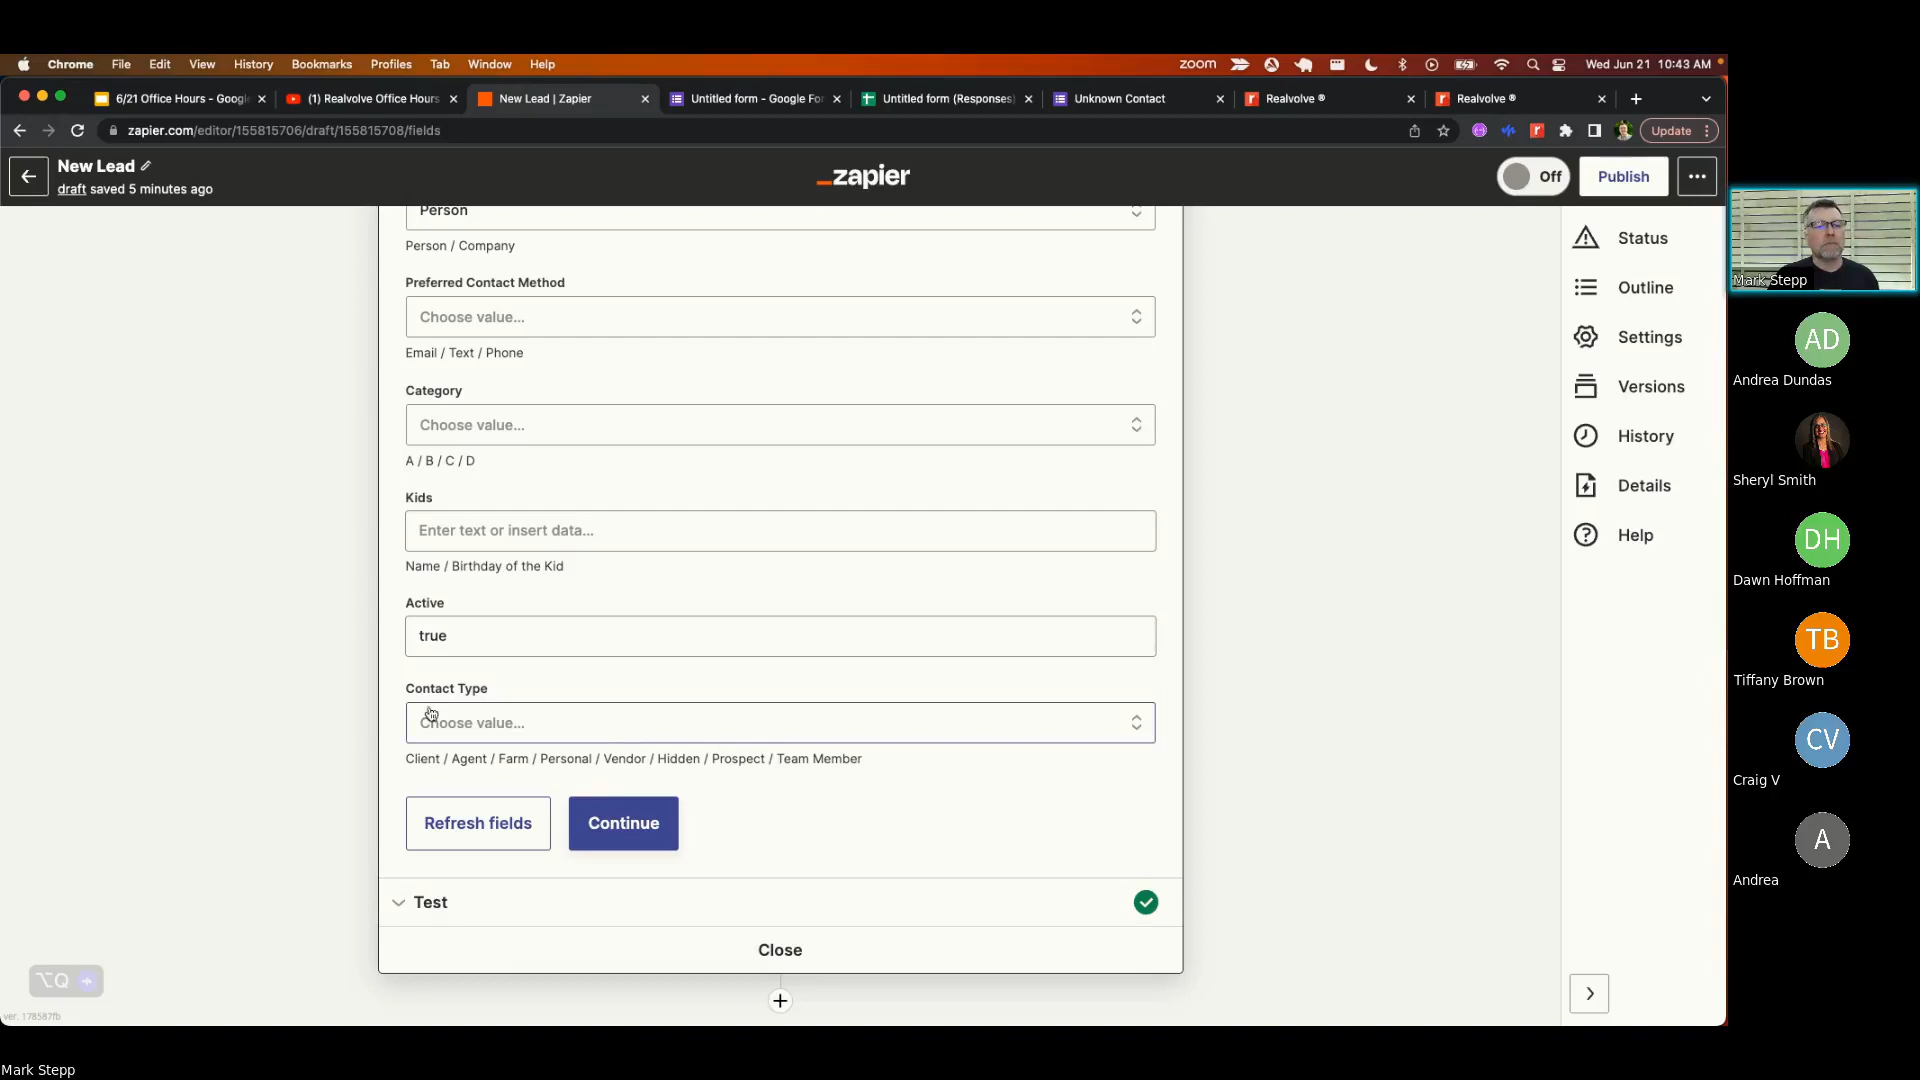 Chrome File Edit View History Bookmarks Profiles Tab Window Help
zoom
Wed Jun 21 10:43 AM
6/21 Office Hours - Google
(1) Realvolve Office Hours
New Lead | Zapier
Untitled form - Google For
Untitled form (Responses)
Unknown Contact
Realvolve ®
Realvolve ®
zapier.com/editor/155815706/draft/155815708/fields
Update
New Lead
draft saved 5 minutes ago
_zapier
Off
Publish
Person
Person / Company
Preferred Contact Method
Choose value...
Email / Text / Phone
Category
Choose value...
A / B / C / D
Kids
Enter text or insert data...
Name / Birthday of the Kid
Active
true
Contact Type
Choose value...
Client / Agent / Farm / Personal / Vendor / Hidden / Prospect / Team Member
Refresh fields
Continue
Test
Close
⌥Q
ver. 178587fb
Status
Outline
Settings
Versions
History
Details
Help
Mark Stepp
AD
Andrea Dundas
Sheryl Smith
DH
Dawn Hoffman
TB
Tiffany Brown
CV
Craig V
A
Andrea
Mark Stepp